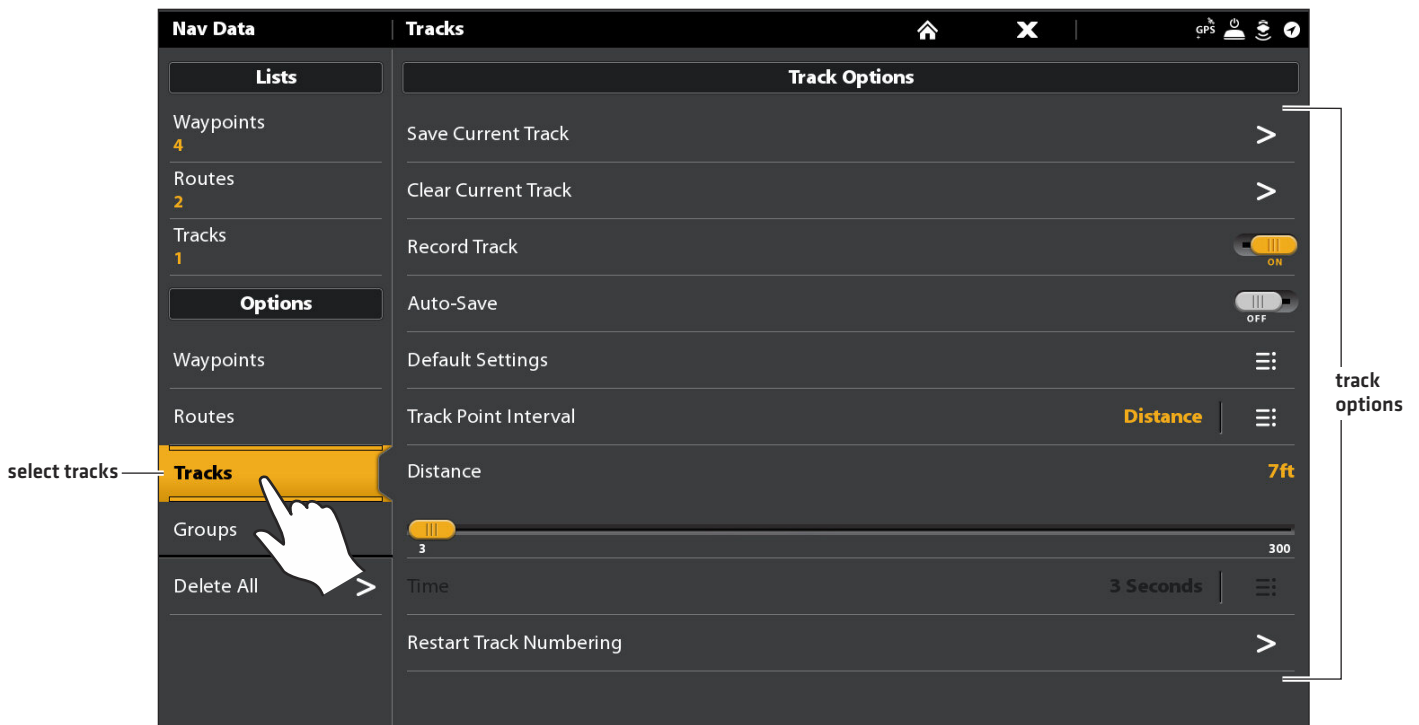 Nav Data
Tracks
GPS
Lists
Waypoints
4
Routes
2
Tracks
1
Options
Waypoints
Routes
Tracks
Groups
Delete All
Track Options
Save Current Track
Clear Current Track
Record Track
ON
Auto-Save
OFF
Default Settings
Track Point Interval
Distance
Distance
7ft
3
300
Time
3 Seconds
Restart Track Numbering
select tracks
track
options